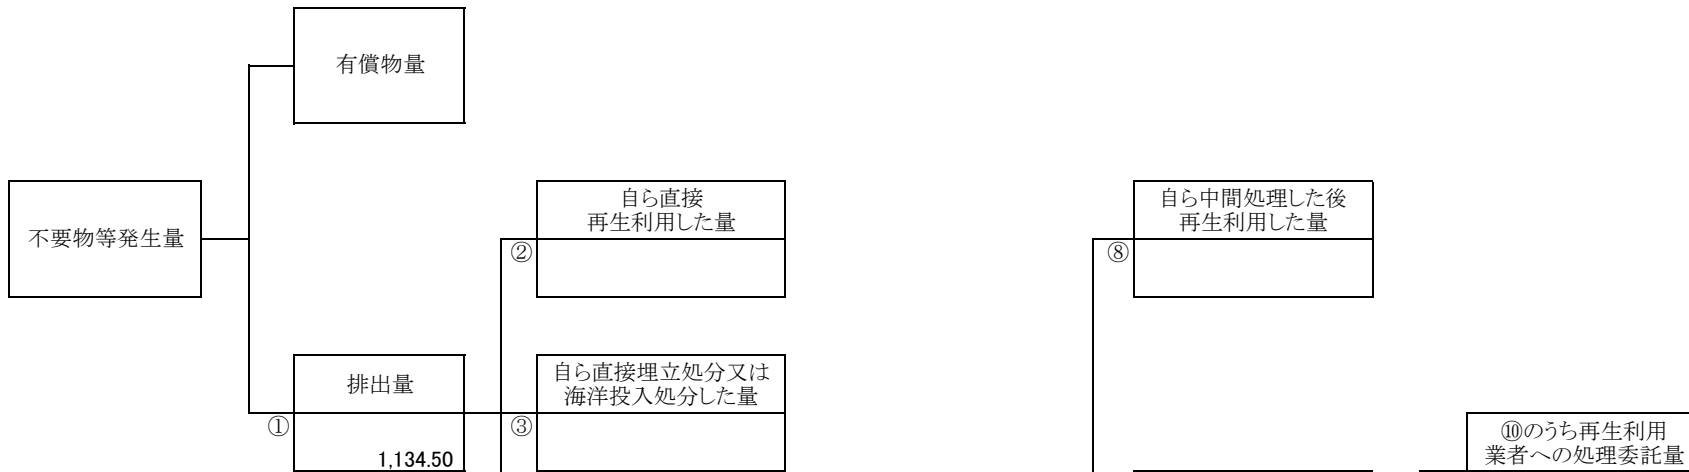 有償物量
不要物等発生量
自ら直接
再生利用した量
②
自ら中間処理した後
再生利用した量
⑧
排出量
①
1,134.50
自ら直接埋立処分又は
海洋投入処分した量
③
⑩のうち再生利用
業者への処理委託量